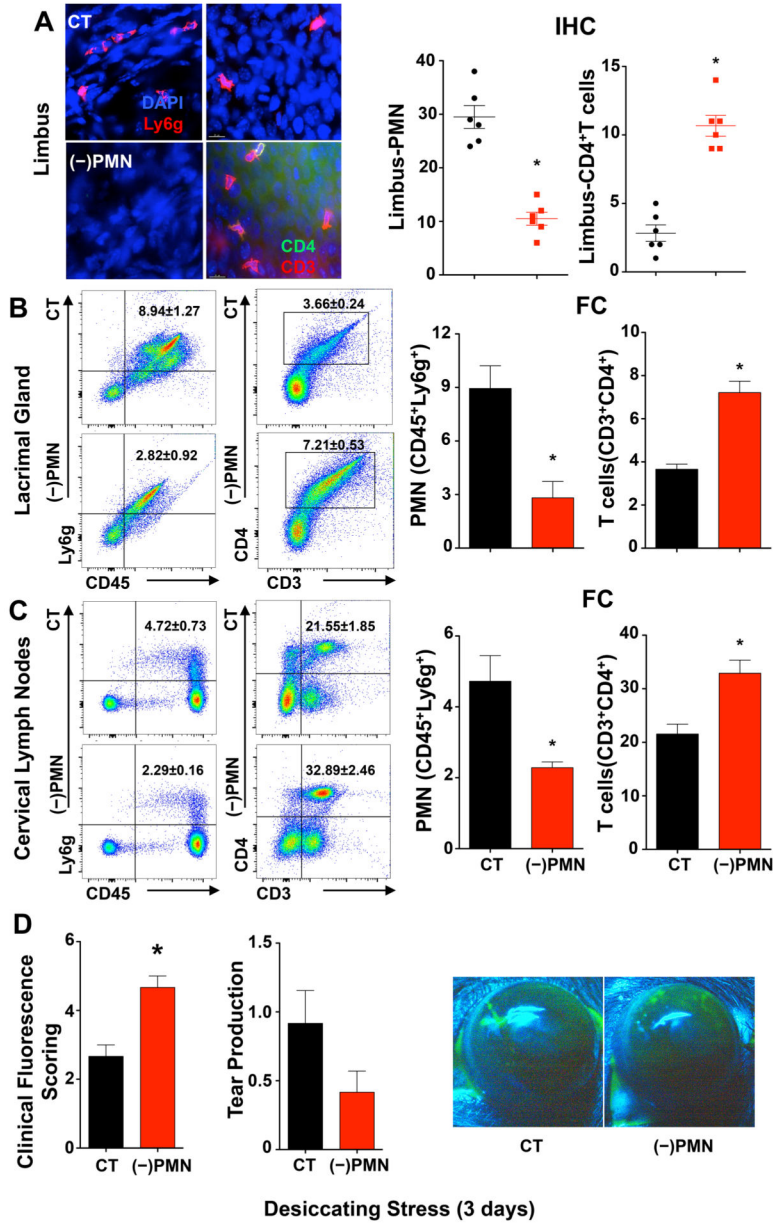 A
CT
DAPI
Ly6g
(−)PMN
CD4
CD3
Limbus
IHC
Limbus-PMN
40
30
20
10
0
*
Limbus-CD4+T cells
15
10
5
0
*
B
Lacrimal Gland
CT
8.94±1.27
3.66±0.24
(−)PMN
2.82±0.92
7.21±0.53
Ly6g
CD45
CD4
CD3
FC
PMN (CD45+Ly6g+)
12
9
6
3
0
*
T cells(CD3+CD4+)
10
8
6
4
2
0
*
C
Cervical Lymph Nodes
CT
4.72±0.73
21.55±1.85
(−)PMN
2.29±0.16
32.89±2.46
Ly6g
CD45
CD4
CD3
FC
PMN (CD45+Ly6g+)
6
4
2
0
*
CT
(−)PMN
T cells(CD3+CD4+)
40
30
20
10
0
*
CT
(−)PMN
D
Clinical Fluorescence
Scoring
6
4
2
0
*
CT
(−)PMN
Tear Production
1.5
1.0
0.5
0.0
CT
(−)PMN
CT
(−)PMN
Desiccating Stress (3 days)